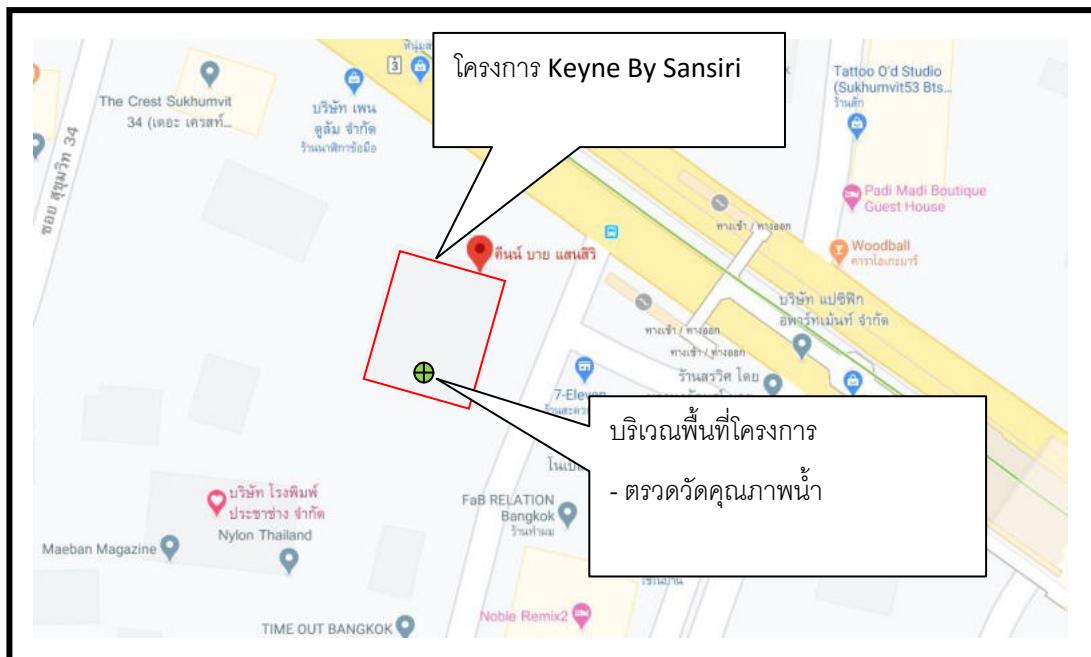 โครงการ Keyne By Sansiri
3
The Crest Sukhumvit
34 (เดอะ เครสท์...
ซอย สุขุมวิท 34
บริษัท เพน
ดูลัม จำกัด
ร้านนาฬิกาข้อมือ
Tattoo O'd Studio
(Sukhumvit53 Bts...
ร้านสัก
Padi Madi Boutique
Guest House
ทางเข้า / ทางออก
Woodball
คาราโอเกะบาร์
คีนน์ บาย แสนสิริ
บริษัท แปซิฟิก
อพาร์ทเม้นท์ จำกัด
ทางเข้า / ทางออก
ทางเข้า / ทางออก
ร้านสรวิศ โดย
7-Eleven
บริเวณพื้นที่โครงการ
- ตรวดวัดคุณภาพน้ำ
บริษัท โรงพิมพ์
ประชาช่าง จำกัด
Nylon Thailand
Maeban Magazine
FaB RELATION
Bangkok
ร้านทำผม
Noble Remix2
TIME OUT BANGKOK